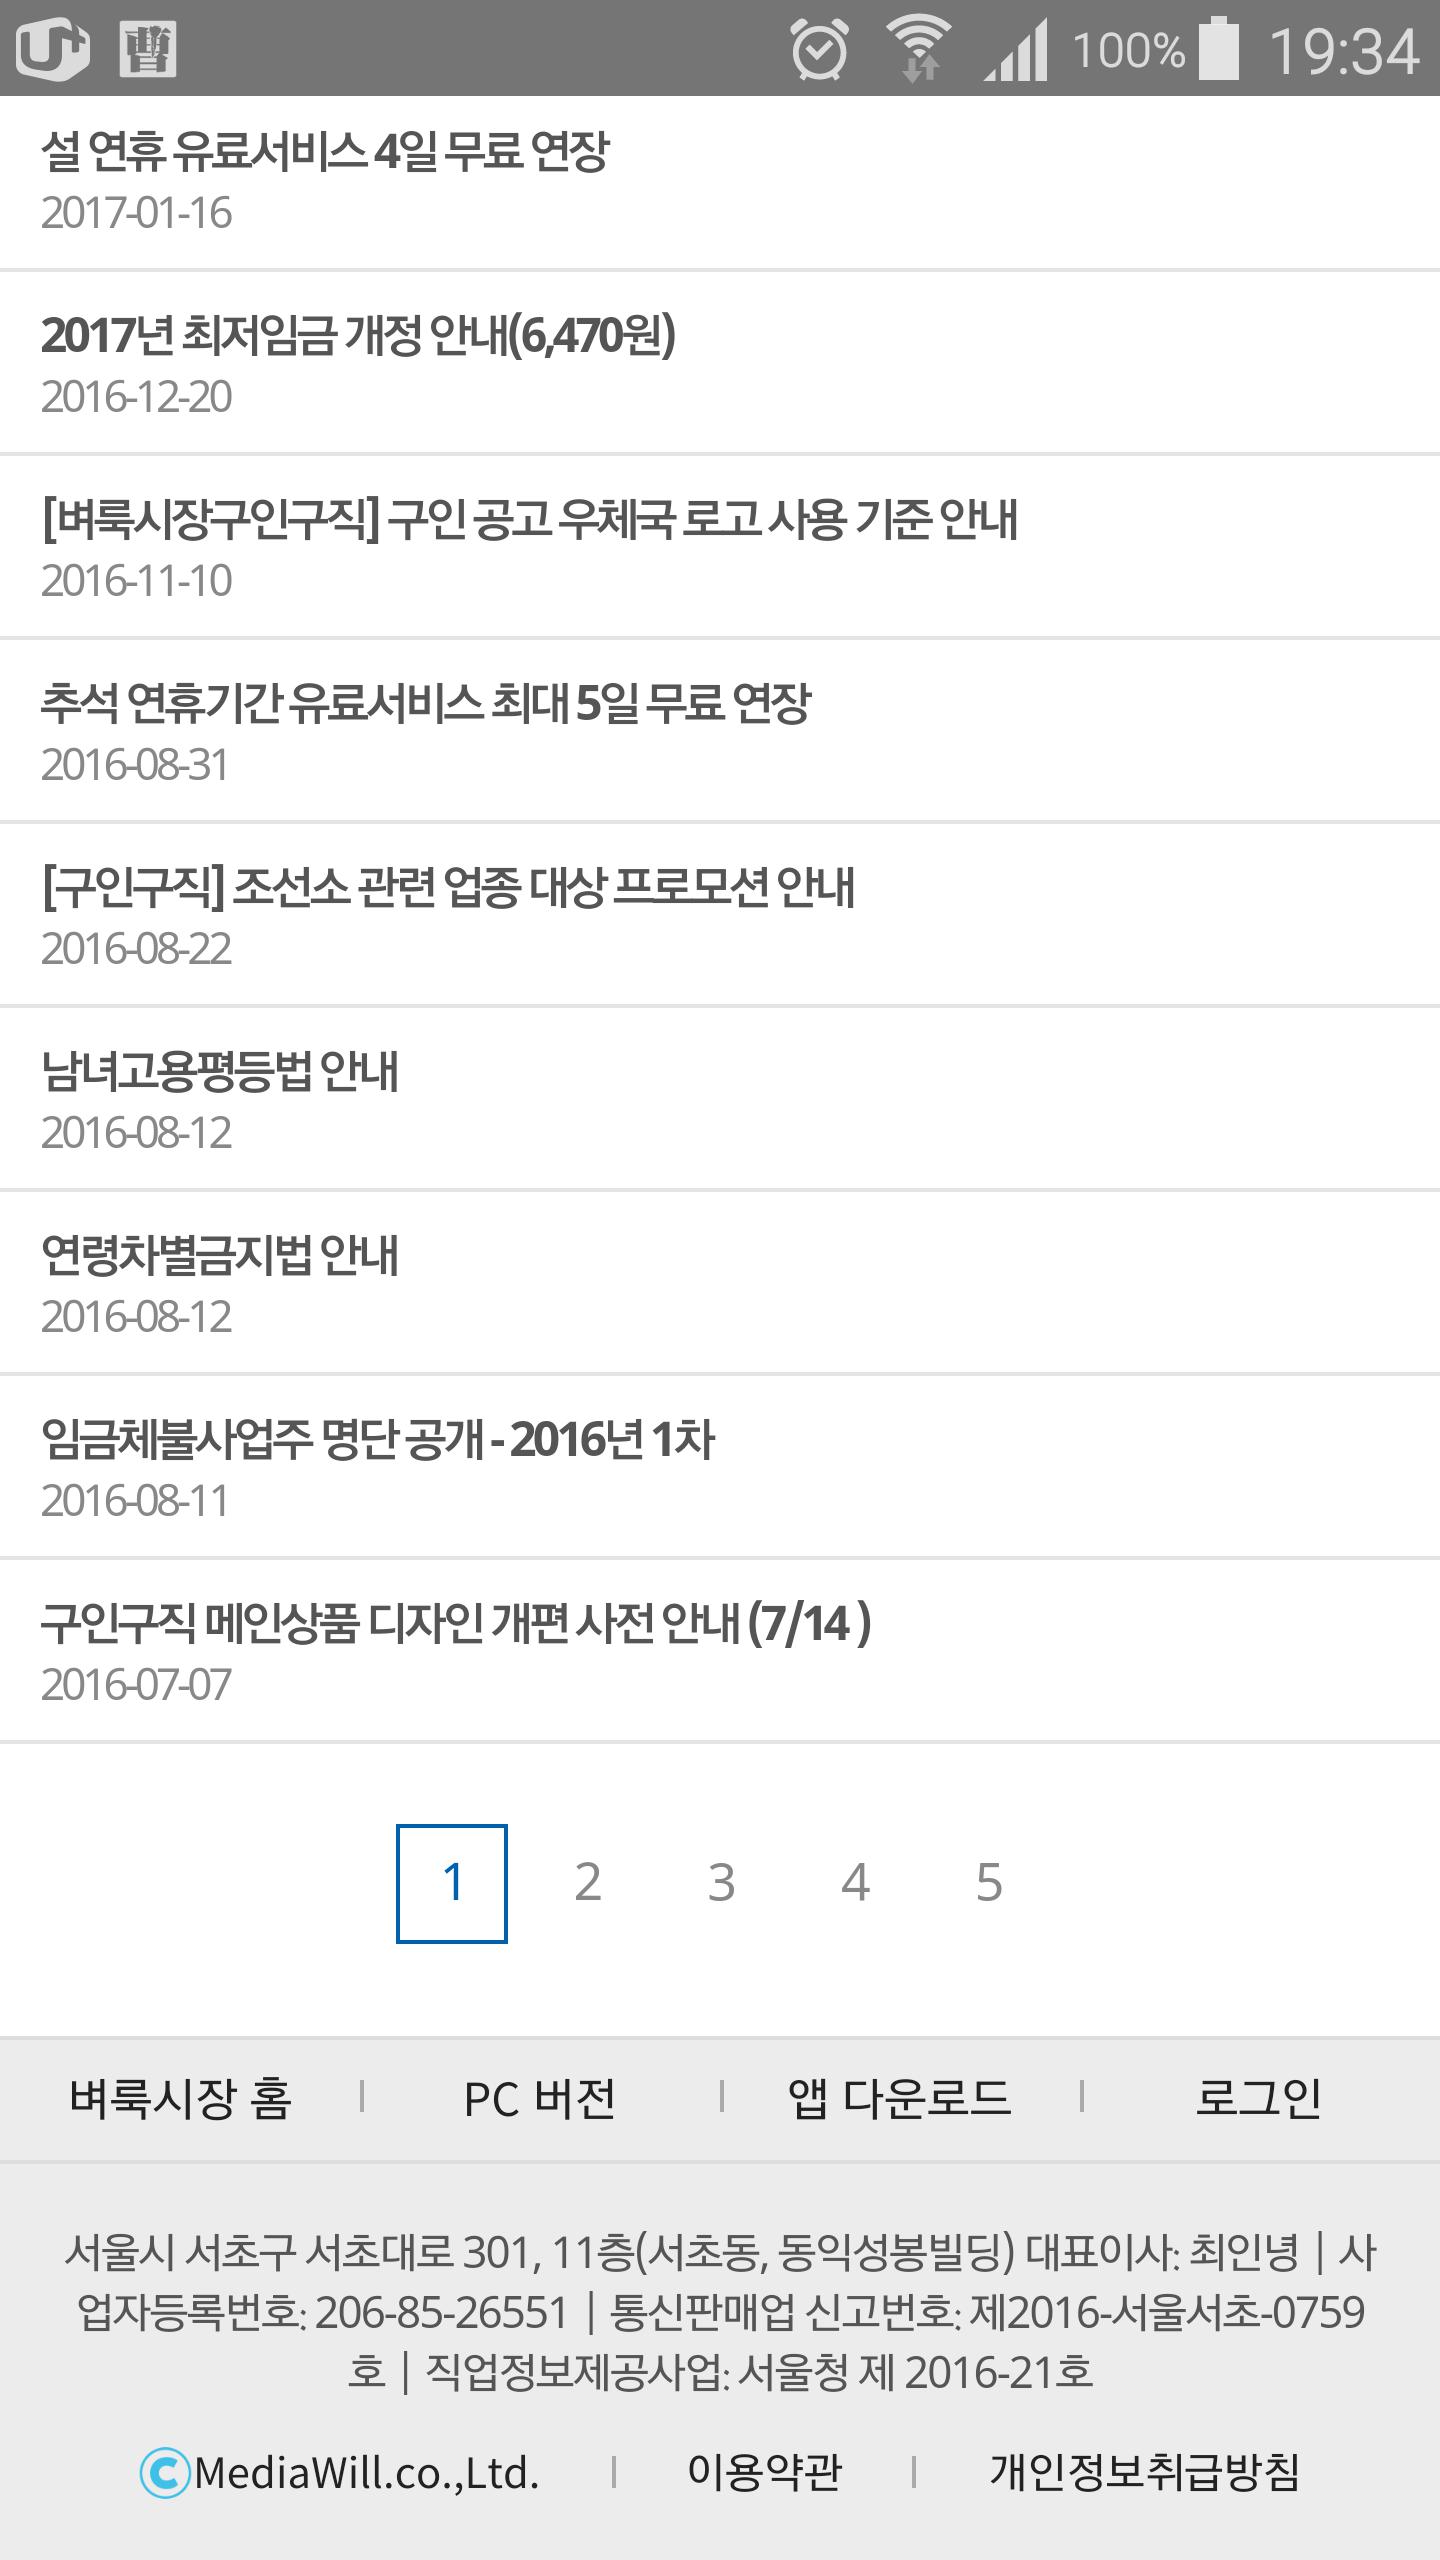 100% 19:34
설 연휴 유료서비스 4일 무료 연장
2017-01-16
2017년 최저임금 개정 안내(6,470원)
2016-12-20
[벼룩시장구인구직] 구인 공고 우체국 로고 사용 기준 안내
2016-11-10
추석 연휴기간 유료서비스 최대 5일 무료 연장
2016-08-31
[구인구직] 조선소 관련 업종 대상 프로모션 안내
2016-08-22
남녀고용평등법 안내
2016-08-12
연령차별금지법 안내
2016-08-12
임금체불사업주 명단 공개 - 2016년 1차
2016-08-11
구인구직 메인상품 디자인 개편 사전 안내 (7/14 )
2016-07-07
1 2 3 4 5
벼룩시장 홈 | PC 버전 | 앱 다운로드 | 로그인
서울시 서초구 서초대로 301, 11층(서초동, 동익성봉빌딩) 대표이사: 최인녕 | 사
업자등록번호: 206-85-26551 | 통신판매업 신고번호: 제2016-서울서초-0759
호 | 직업정보제공사업: 서울청 제 2016-21호
ⓒMediaWill.co.,Ltd. | 이용약관 | 개인정보취급방침